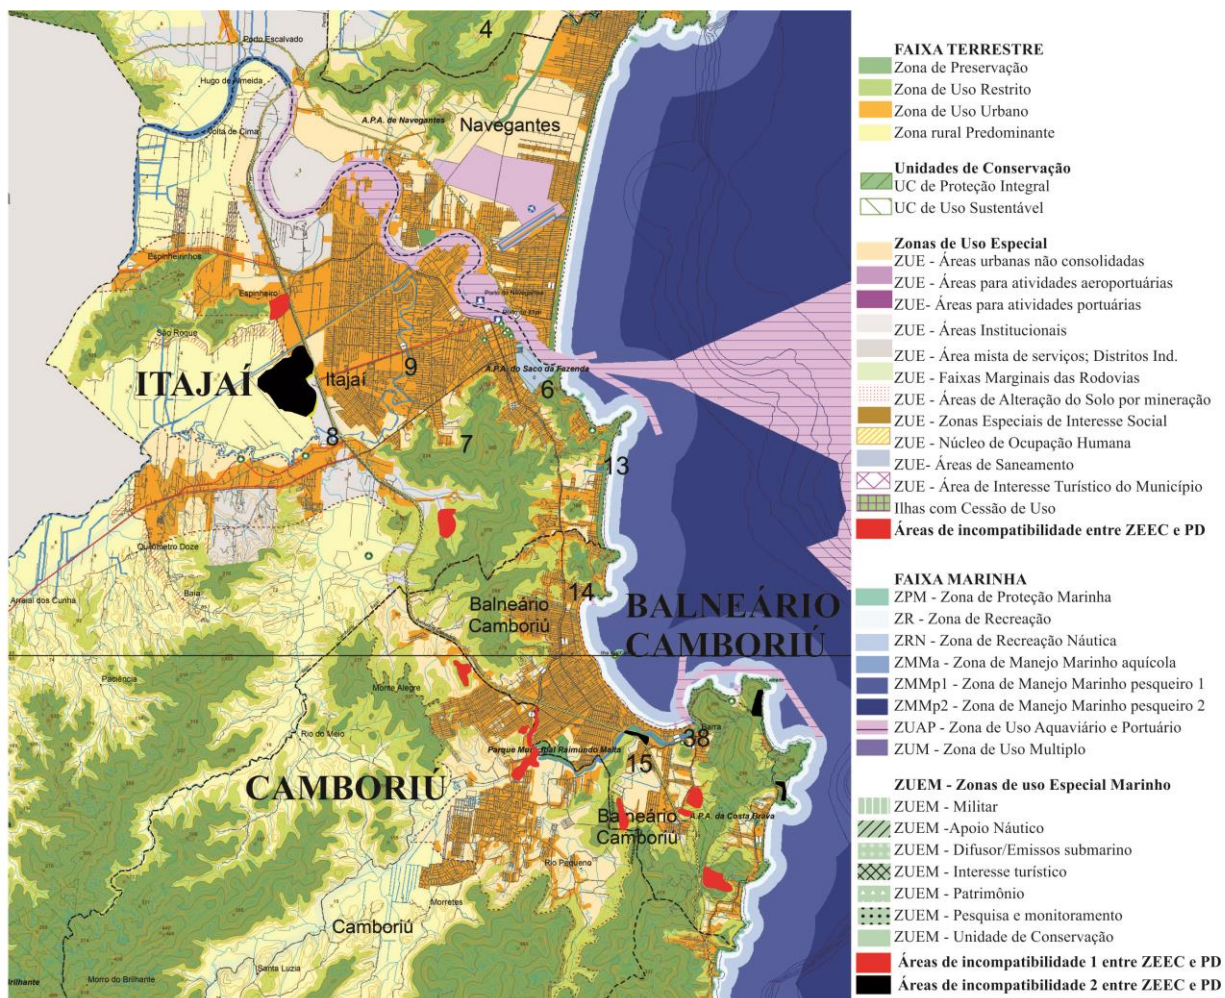 Porto Escalvado
4
Hugo de Almeida
Volta de Cima
A.P.A. de Navegantes
Navegantes
Espinheirinhos
Espinheiro
Porto de Navegantes
São Roque
ITAJAÍ
Itajaí
9
A.P.A. do Saco da Fazenda
6
8
7
13
Quilômetro Doze
Arraial dos Cunha
Baia
14
Balneário
Camboriú
BALNEÁRIO
CAMBORIÚ
Paciência
Monte Alegre
Rio do Meio
Barra
38
Parque Municipal Raimundo Malta
15
CAMBORIÚ
Balneário
Camboriú
A.P.A. da Costa Brava
Rio Pequeno
Morretes
Camboriú
Santa Luzia
Morro do Brilhante
Brilhante
FAIXA TERRESTRE
Zona de Preservação
Zona de Uso Restrito
Zona de Uso Urbano
Zona rural Predominante
Unidades de Conservação
UC de Proteção Integral
UC de Uso Sustentável
Zonas de Uso Especial
ZUE - Áreas urbanas não consolidadas
ZUE - Áreas para atividades aeroportuárias
ZUE- Áreas para atividades portuárias
ZUE - Áreas Institucionais
ZUE - Área mista de serviços; Distritos Ind.
ZUE - Faixas Marginais das Rodovias
ZUE - Áreas de Alteração do Solo por mineração
ZUE - Zonas Especiais de Interesse Social
ZUE - Núcleo de Ocupação Humana
ZUE- Áreas de Saneamento
ZUE - Área de Interesse Turístico do Município
Ilhas com Cessão de Uso
Áreas de incompatibilidade entre ZEEC e PD
FAIXA MARINHA
ZPM - Zona de Proteção Marinha
ZR - Zona de Recreação
ZRN - Zona de Recreação Náutica
ZMMa - Zona de Manejo Marinho aquícola
ZMMp1 - Zona de Manejo Marinho pesqueiro 1
ZMMp2 - Zona de Manejo Marinho pesqueiro 2
ZUAP - Zona de Uso Aquaviário e Portuário
ZUM - Zona de Uso Multiplo
ZUEM - Zonas de uso Especial Marinho
ZUEM - Militar
ZUEM -Apoio Náutico
ZUEM - Difusor/Emissos submarino
ZUEM - Interesse turístico
ZUEM - Patrimônio
ZUEM - Pesquisa e monitoramento
ZUEM - Unidade de Conservação
Áreas de incompatibilidade 1 entre ZEEC e PD
Áreas de incompatibilidade 2 entre ZEEC e PD